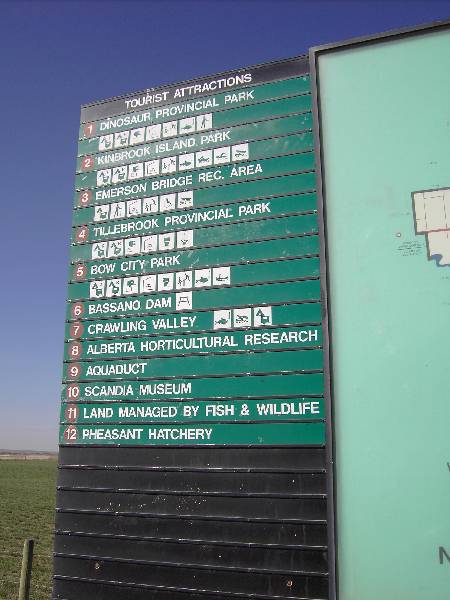 TOURIST ATTRACTIONS
1 DINOSAUR PROVINCIAL PARK
2 KINBROOK ISLAND PARK
3 EMERSON BRIDGE REC. AREA
4 TILLEBROOK PROVINCIAL PARK
5 BOW CITY PARK
6 BASSANO DAM
7 CRAWLING VALLEY
8 ALBERTA HORTICULTURAL RESEARCH
9 AQUADUCT
10 SCANDIA MUSEUM
11 LAND MANAGED BY FISH & WILDLIFE
12 PHEASANT HATCHERY